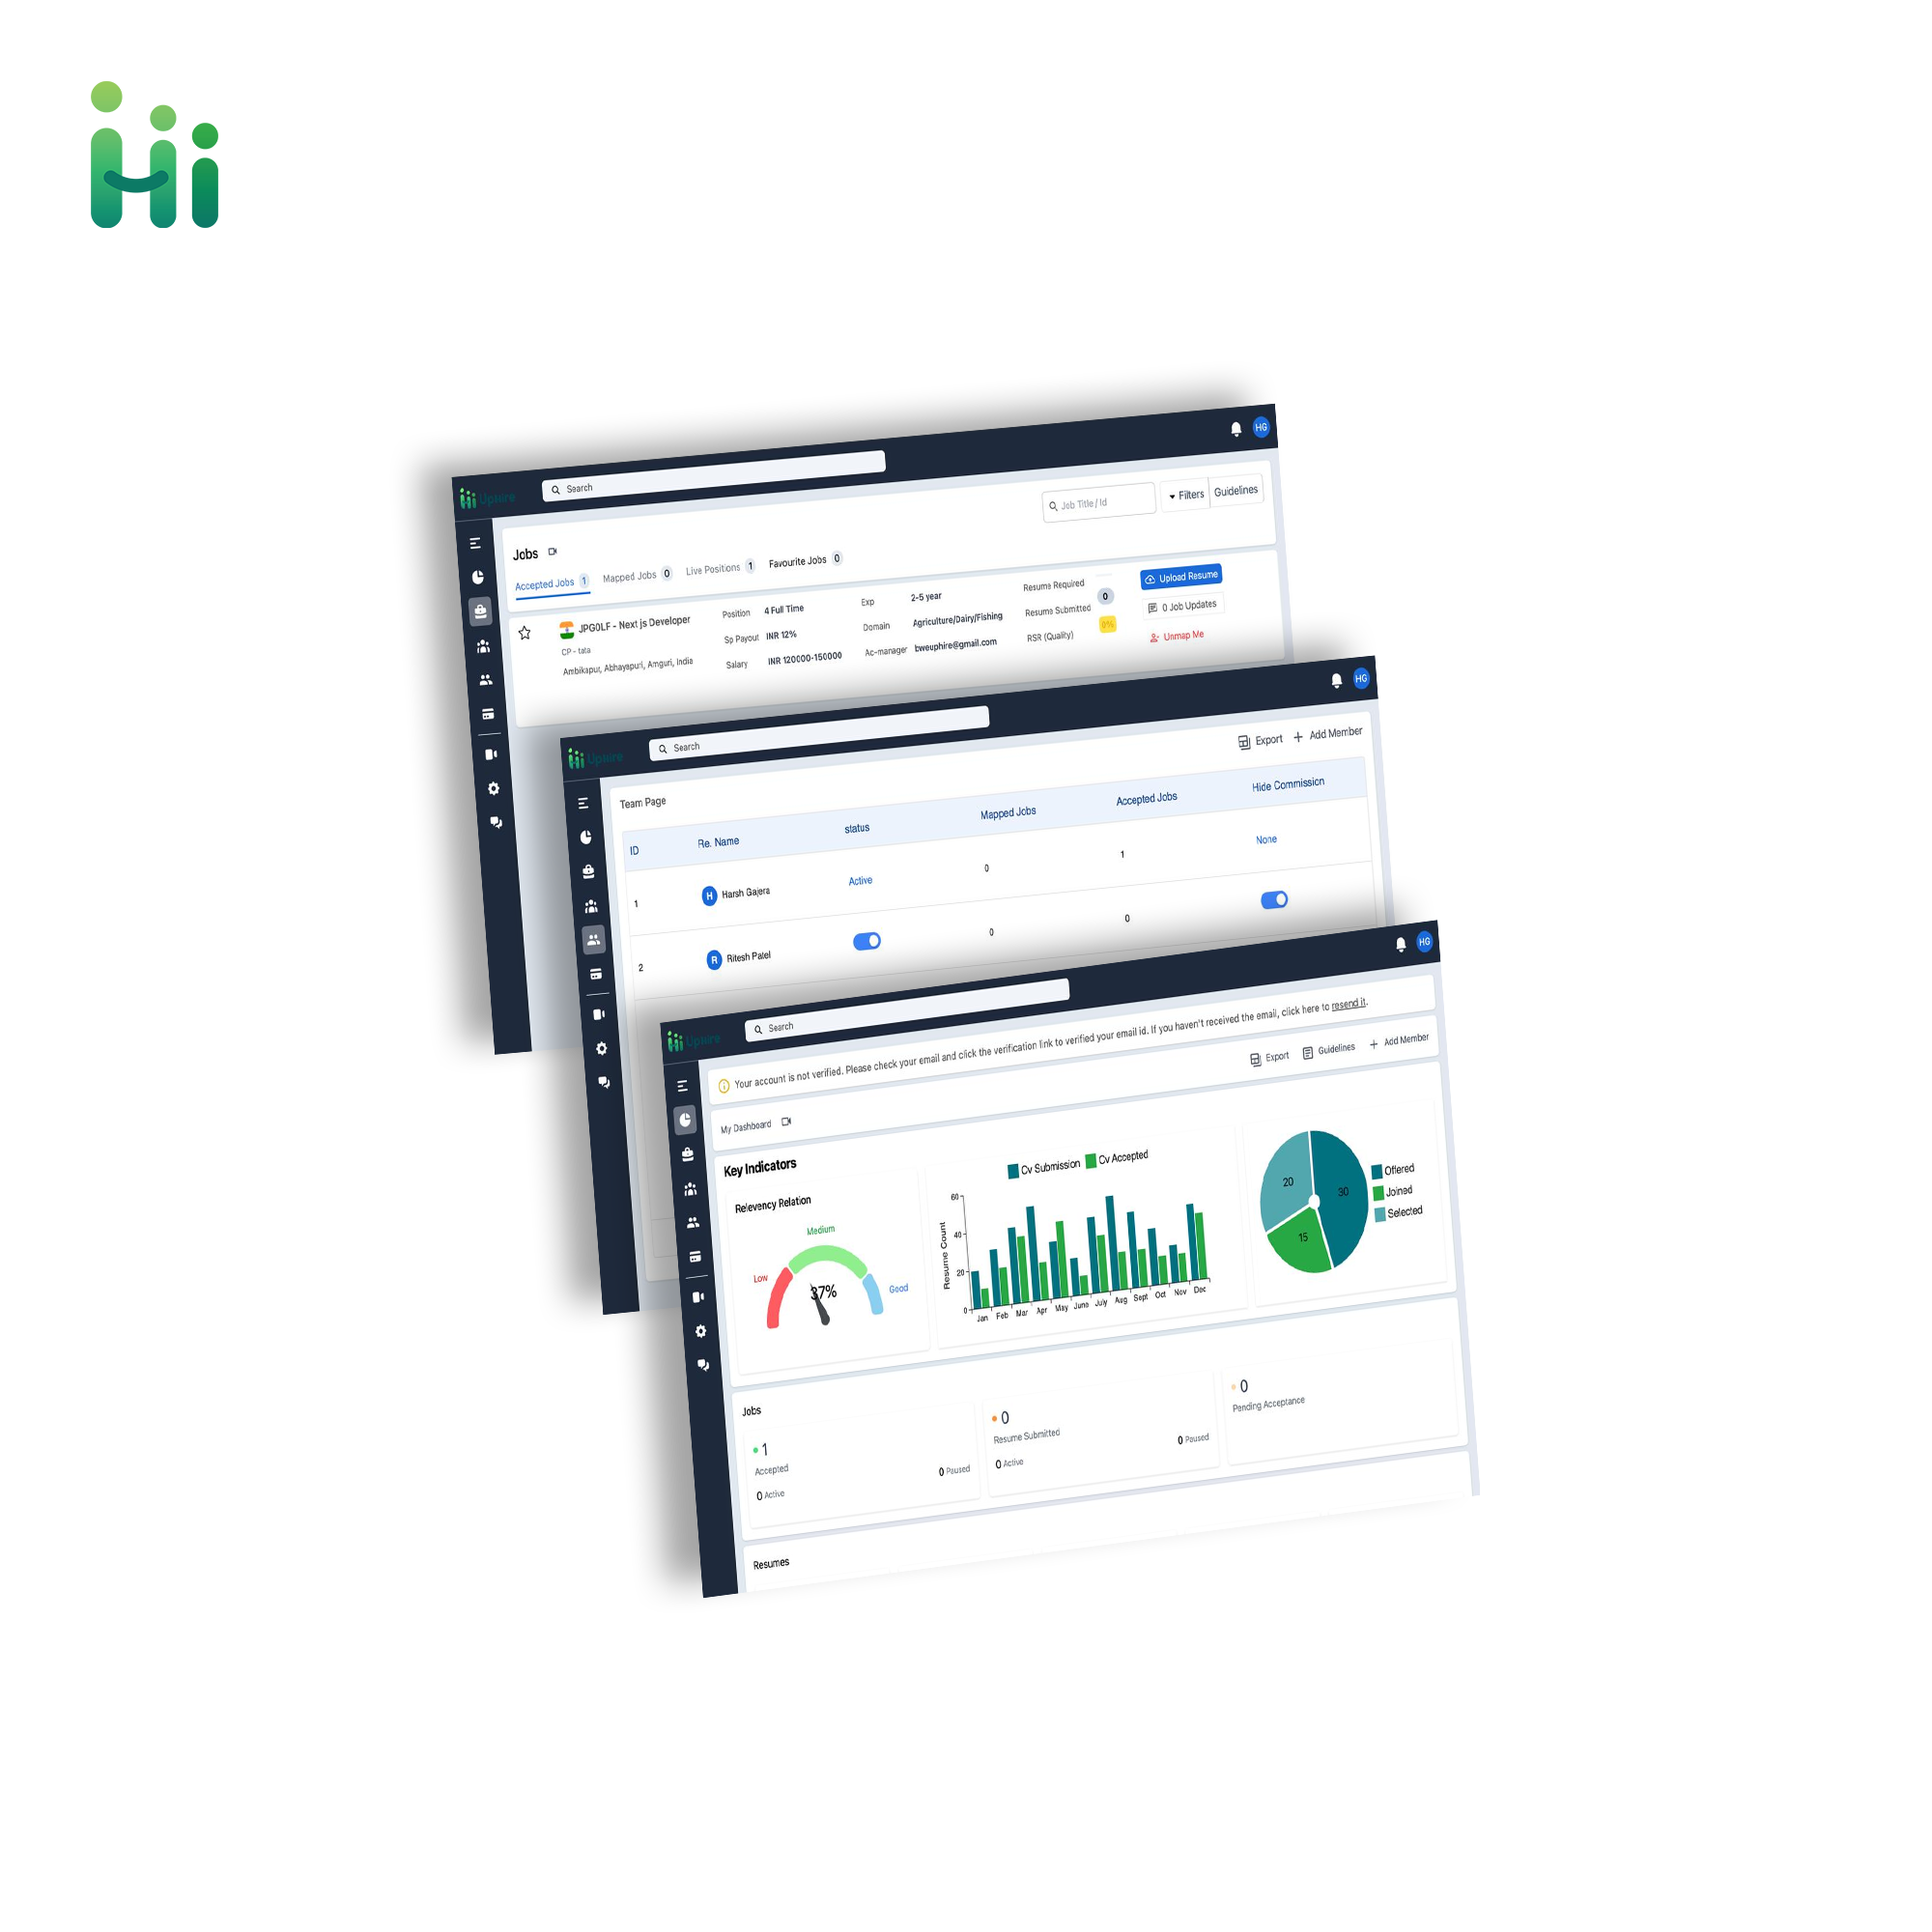 Hi
Uphire
Search
HG
Job Title / Id
Filters
Guidelines
Jobs
Accepted Jobs 1 Mapped Jobs 0 Live Positions 1 Favourite Jobs 0
JPG0LF - Next js Developer
CP - tata
Ambikapur, Abhayapuri, Amguri, India
Position 4 Full Time
Sp Payout INR 12%
Salary INR 120000-150000
Exp 2-5 year
Domain Agriculture/Dairy/Fishing
Ac-manager bweuphire@gmail.com
Resume Required
Resume Submitted 0
RSR (Quality) 0%
Upload Resume
0 Job Updates
Unmap Me
Uphire
Search
HG
Team Page
Export
Add Member
ID Re. Name status Mapped Jobs Accepted Jobs Hide Commission
1 H Harsh Gajera Active 0 1 None
2 R Ritesh Patel 0 0
Uphire
Search
HG
Your account is not verified. Please check your email and click the verification link to verified your email id. If you haven't received the email, click here to resend it.
My Dashboard
Export
Guidelines
Add Member
Key Indicators
Relevency Relation
Low
Medium
Good
37%
Cv Submission Cv Accepted
Resume Count
60
40
20
0
Jan Feb Mar Apr May June July Aug Sept Oct Nov Dec
20
30
15
Offered
Joined
Selected
Jobs
1
Accepted
0 Active
0 Paused
0
Resume Submitted
0 Active
0 Paused
0
Pending Acceptance
Resumes